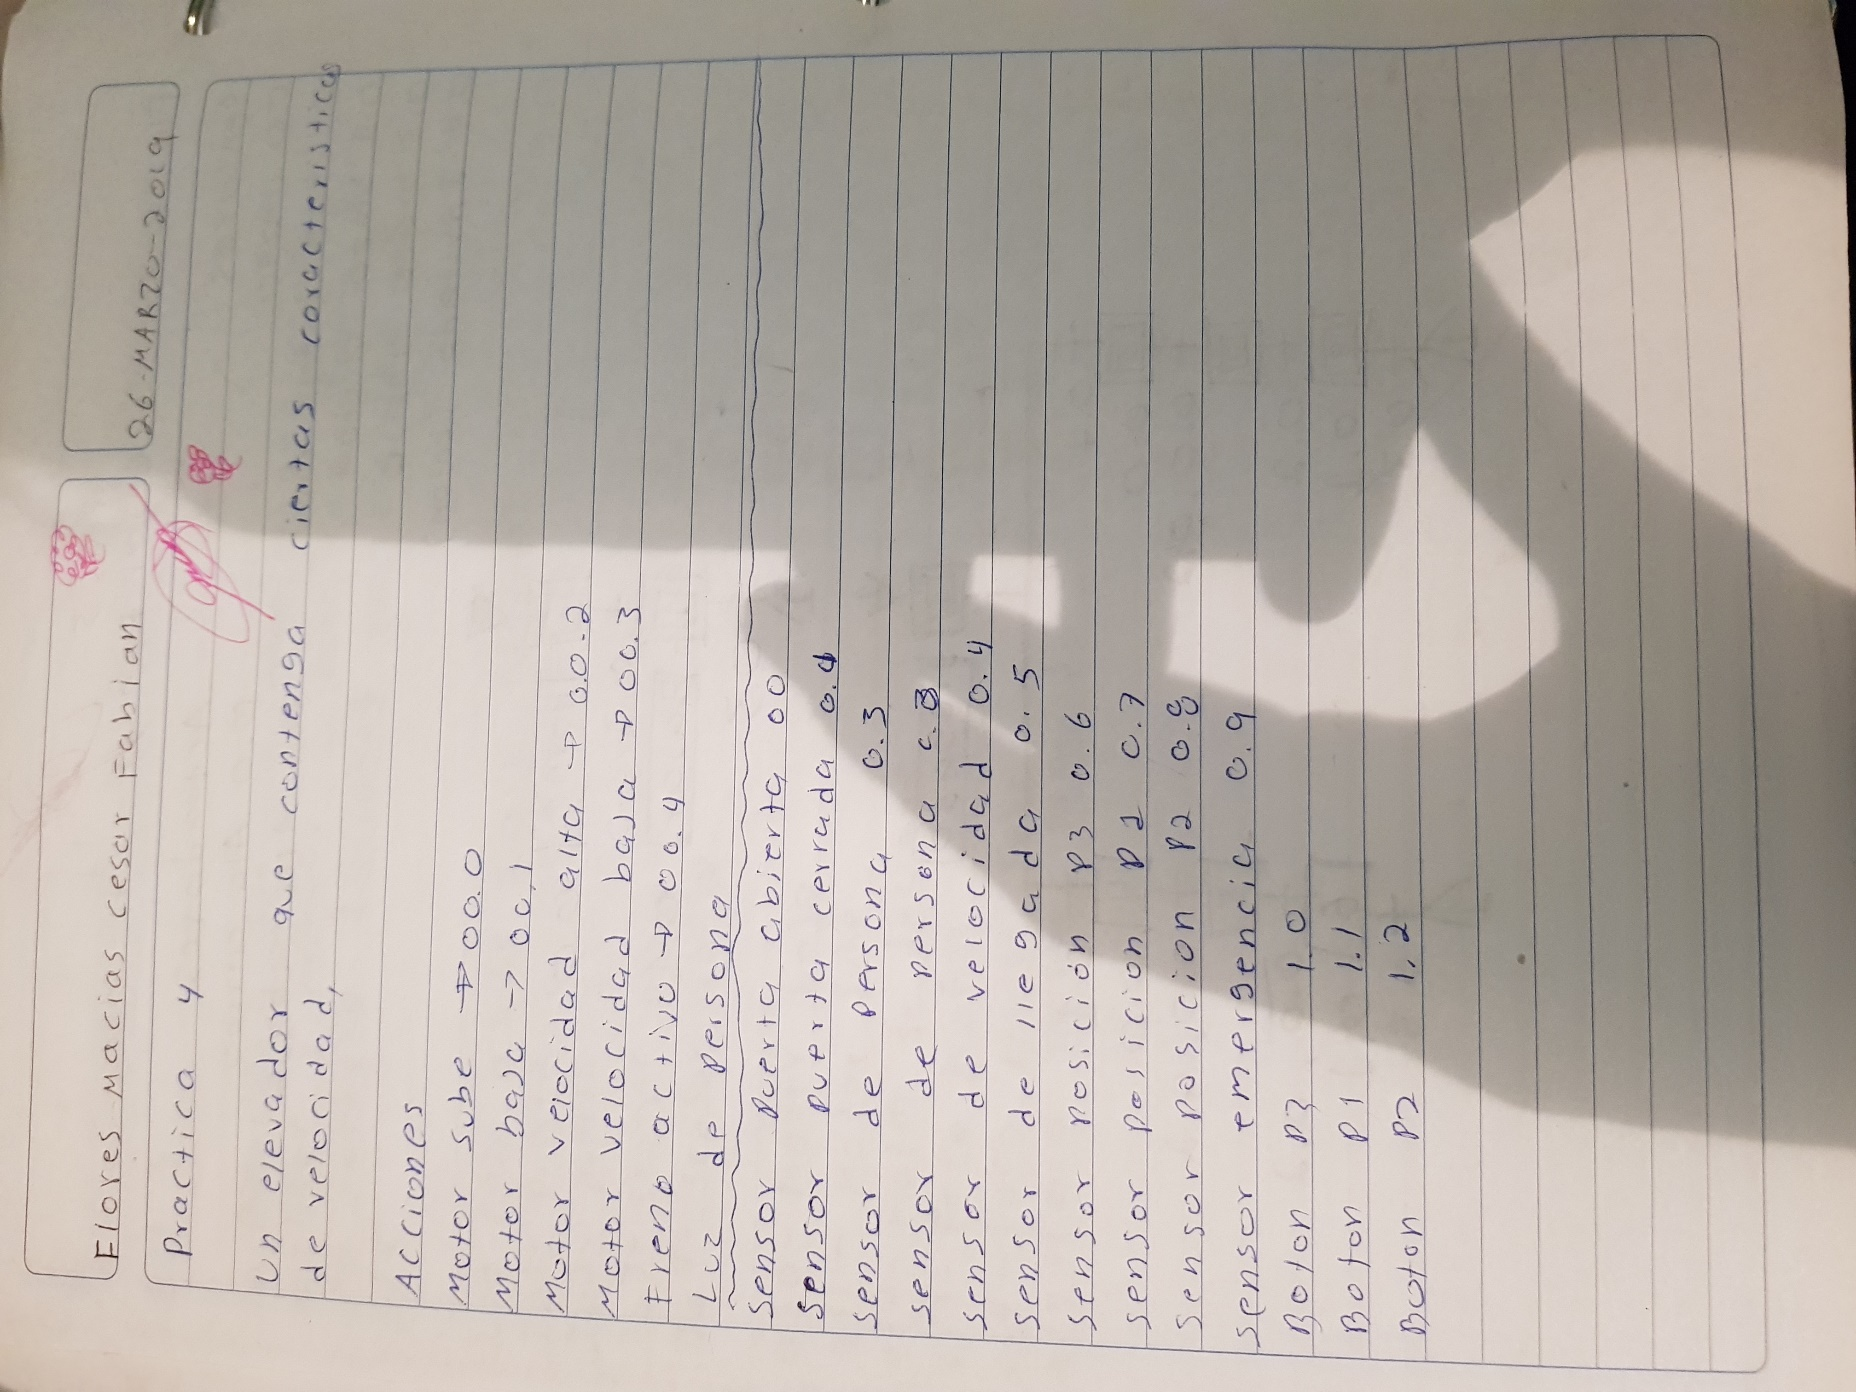 Flores Macias cesar Fabian
26-MARZO-2019
Practica 4
Un elevador que contenga ciertas caracteristicas
de velocidad,
Acciones
Motor sube → 00.0
Motor baja → 00.1
Motor velocidad alta → 00.2
Motor velocidad baja → 00.3
Freno activo → 00.4
Luz de persona
Sensor puerta abierta 00
Sensor puerta cerrada 0.1
Sensor de persona 0.3
sensor de persona 0.3
sensor de velocidad 0.4
sensor de llegada 0.5
sensor posición P3 0.6
sensor posicion P1 0.7
sensor posicion P2 0.8
sensor emergencia 0.9
Boton P3 1.0
Boton P1 1.1
Boton P2 1.2